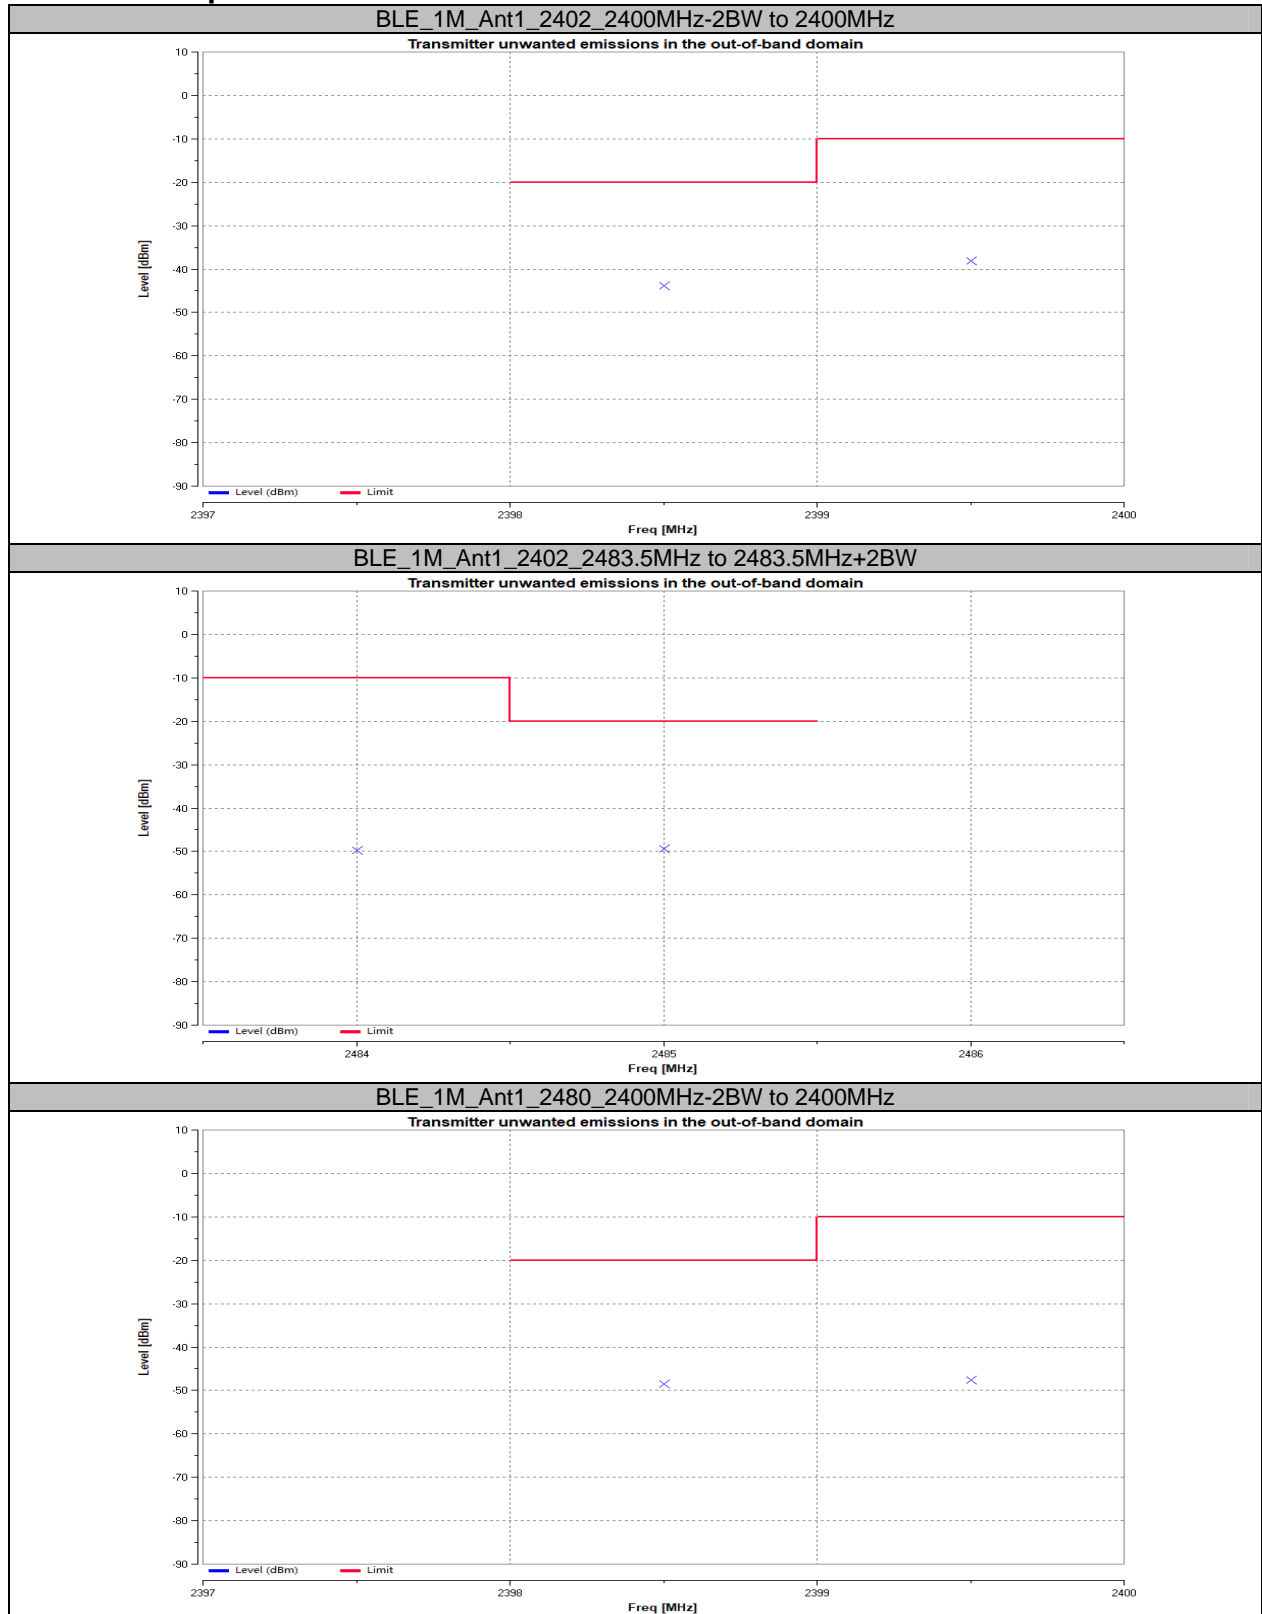 BLE_1M_Ant1_2402_2400MHz-2BW to 2400MHz
Transmitter unwanted emissions in the out-of-band domain
10
0
-10
-20
-30
-40
-50
-60
-70
-80
-90
Level [dBm]
Level (dBm) Limit
2397 2398 2399 2400
Freq [MHz]
BLE_1M_Ant1_2402_2483.5MHz to 2483.5MHz+2BW
Transmitter unwanted emissions in the out-of-band domain
10
0
-10
-20
-30
-40
-50
-60
-70
-80
-90
Level [dBm]
Level (dBm) Limit
2484 2485 2486
Freq [MHz]
BLE_1M_Ant1_2480_2400MHz-2BW to 2400MHz
Transmitter unwanted emissions in the out-of-band domain
10
0
-10
-20
-30
-40
-50
-60
-70
-80
-90
Level [dBm]
Level (dBm) Limit
2397 2398 2399 2400
Freq [MHz]